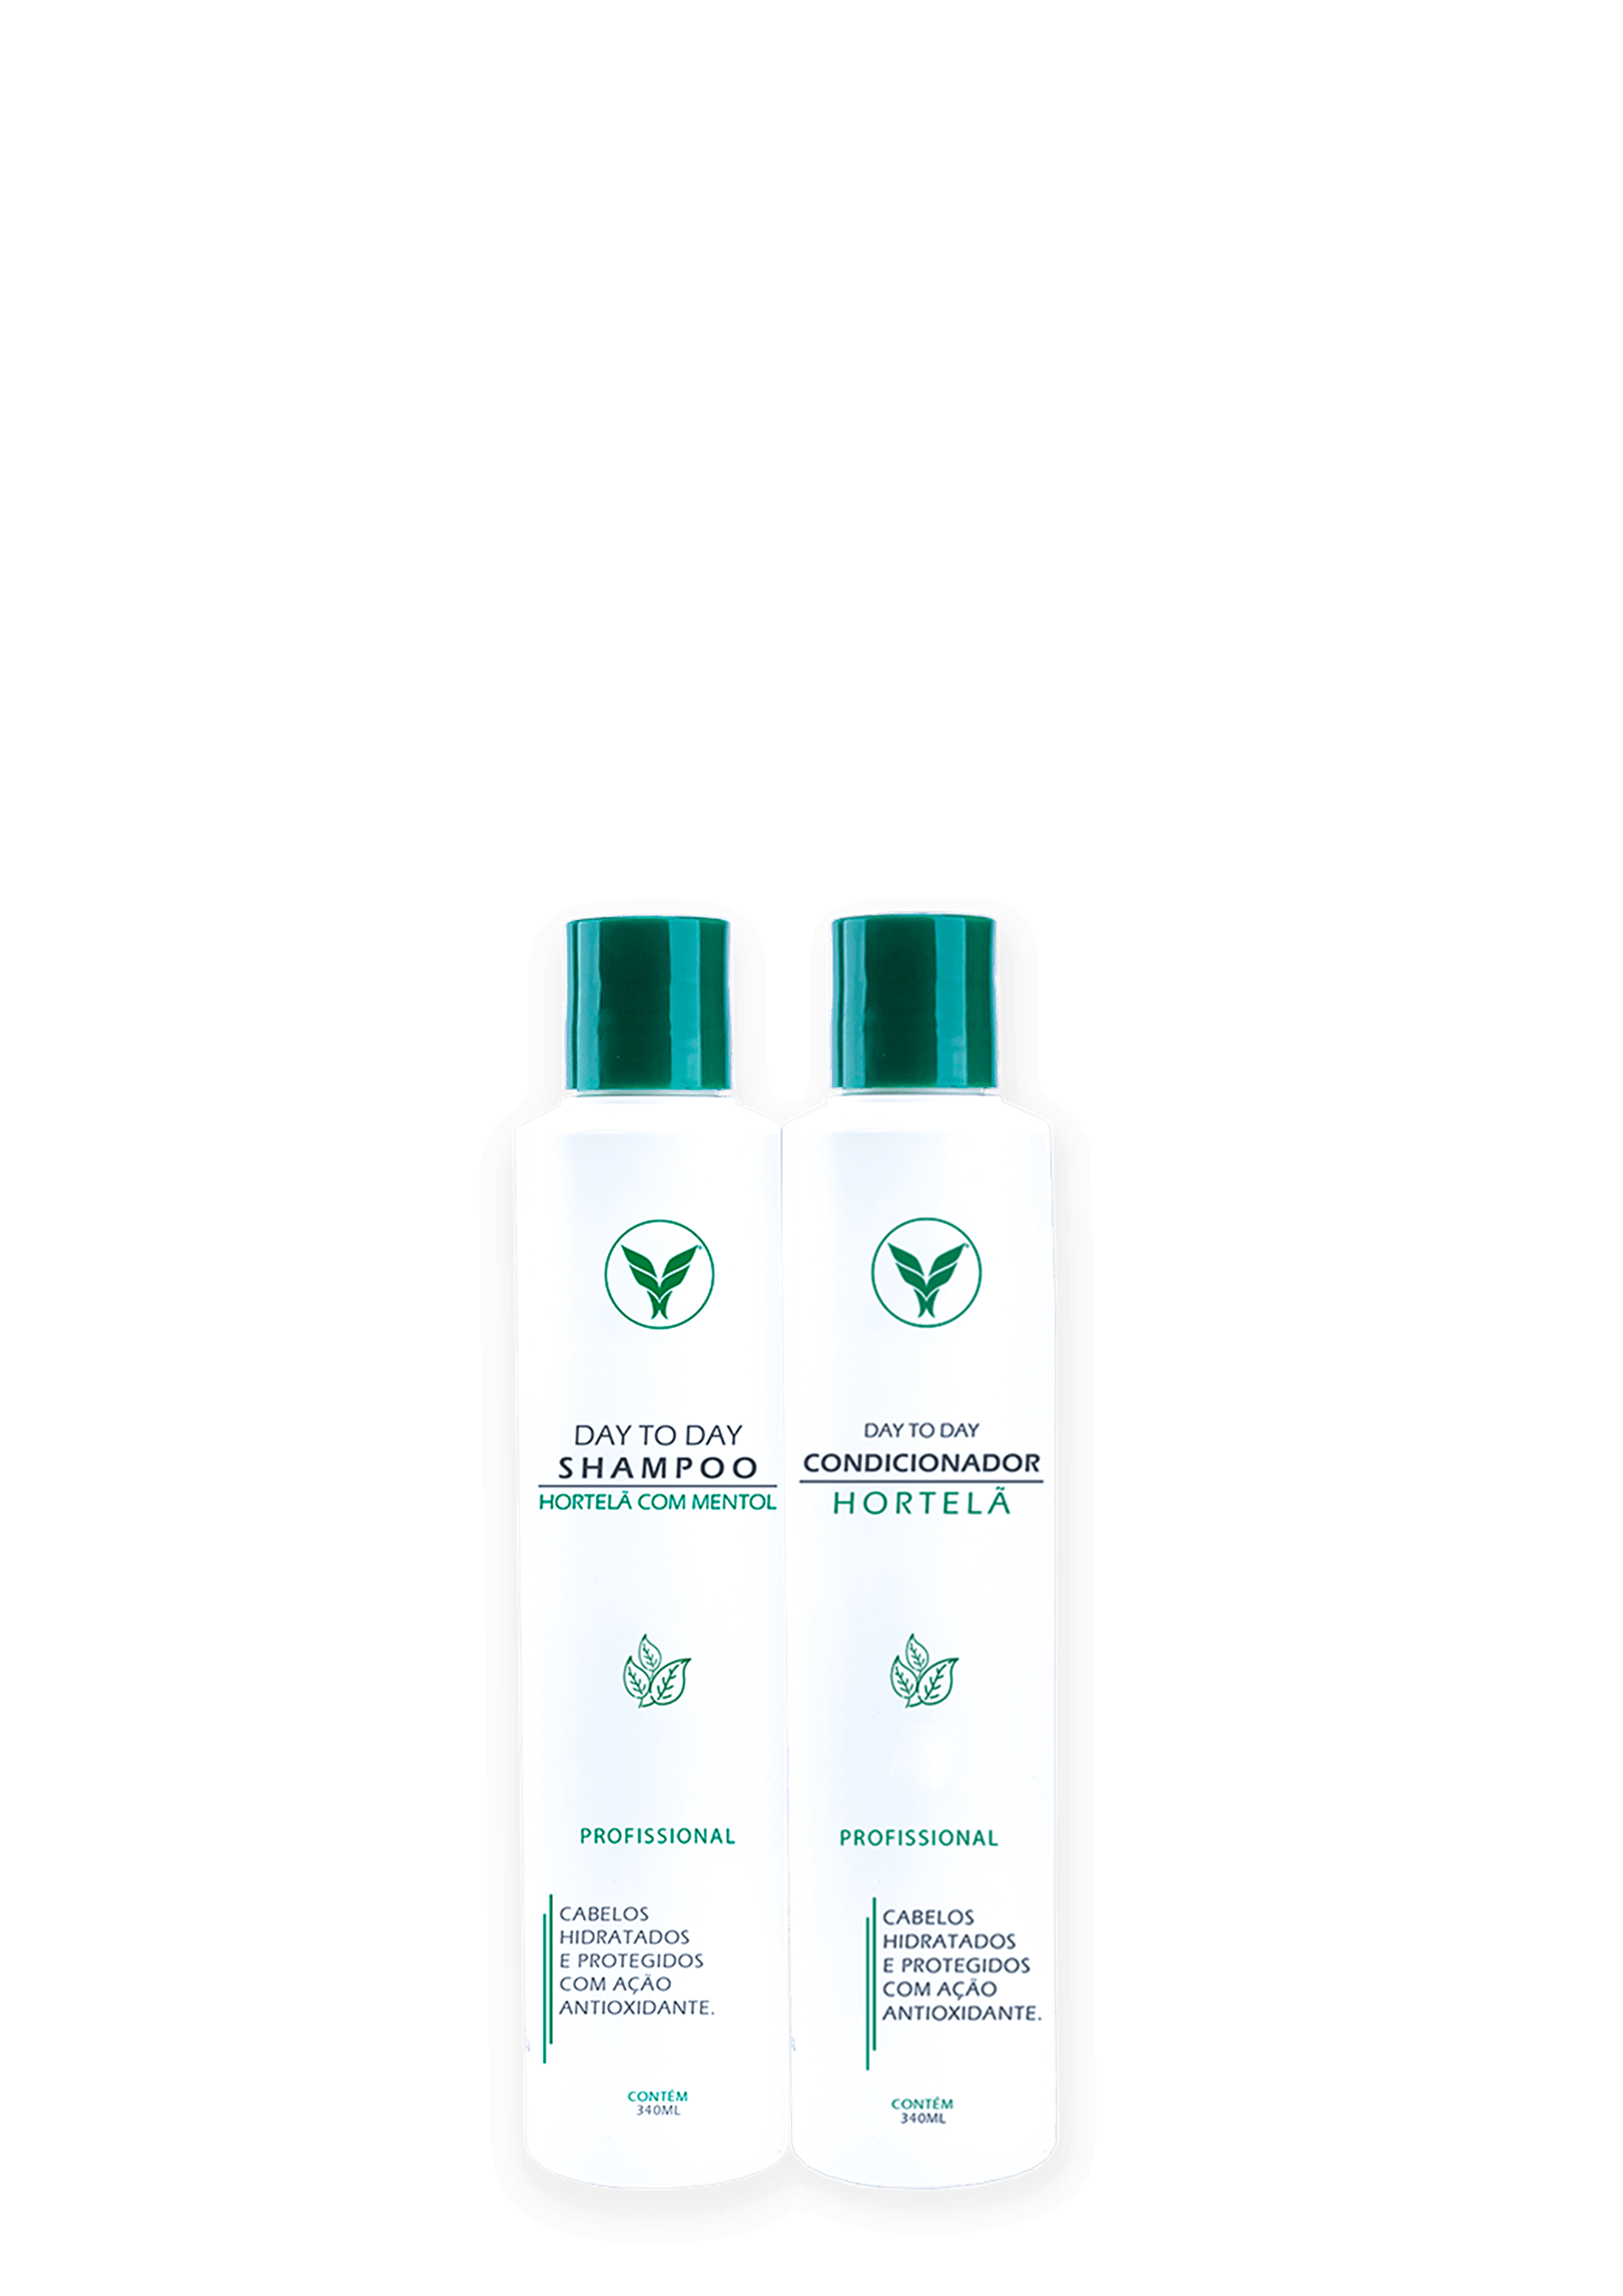 DAY TO DAY
SHAMPOO
HORTELÃ COM MENTOL
PROFISSIONAL
CABELOS
HIDRATADOS
E PROTEGIDOS
COM AÇÃO
ANTIOXIDANTE.
CONTÉM
340ML
DAY TO DAY
CONDICIONADOR
HORTELÃ
PROFISSIONAL
CABELOS
HIDRATADOS
E PROTEGIDOS
COM AÇÃO
ANTIOXIDANTE.
CONTÉM
340ML